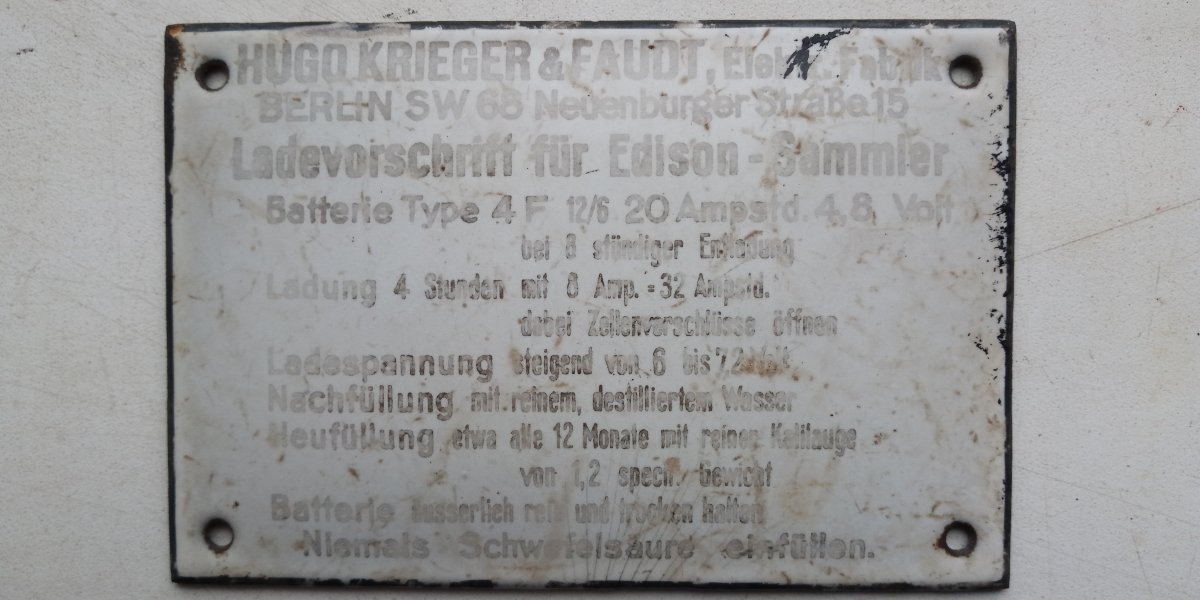 HUGO KRIEGER & FAUDT, Elektr. Fabrik
BERLIN SW 68 Neuenburger Straße 15
Ladevorschrift für Edison-Sammler
Batterie Type 4 F 12/6 20 Ampstd. 4,8 Volt
bei 8 stündiger Entladung
Ladung 4 Stunden mit 8 Amp. = 32 Ampstd.
dabei Zellenverschlüsse öffnen
Ladespannung steigend von 6 bis 7,2 Volt
Nachfüllung mit reinem, destilliertem Wasser
Neufüllung etwa alle 12 Monate mit reiner Kalilauge
von 1,2 spech. Gewicht
Batterie äusserlich rein und trocken halten
Niemals Schwefelsäure einfüllen.